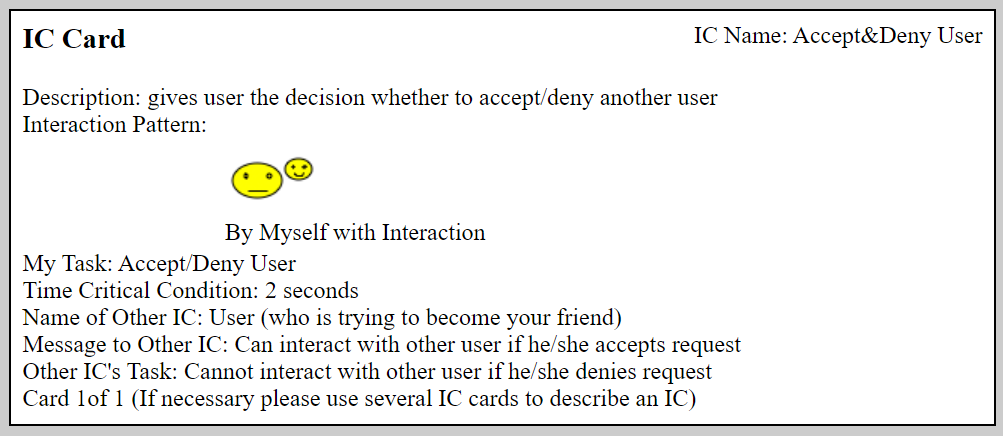 IC Card
IC Name: Accept&Deny User
Description: gives user the decision whether to accept/deny another user
Interaction Pattern:
By Myself with Interaction
My Task: Accept/Deny User
Time Critical Condition: 2 seconds
Name of Other IC: User (who is trying to become your friend)
Message to Other IC: Can interact with other user if he/she accepts request
Other IC's Task: Cannot interact with other user if he/she denies request
Card 1of 1 (If necessary please use several IC cards to describe an IC)